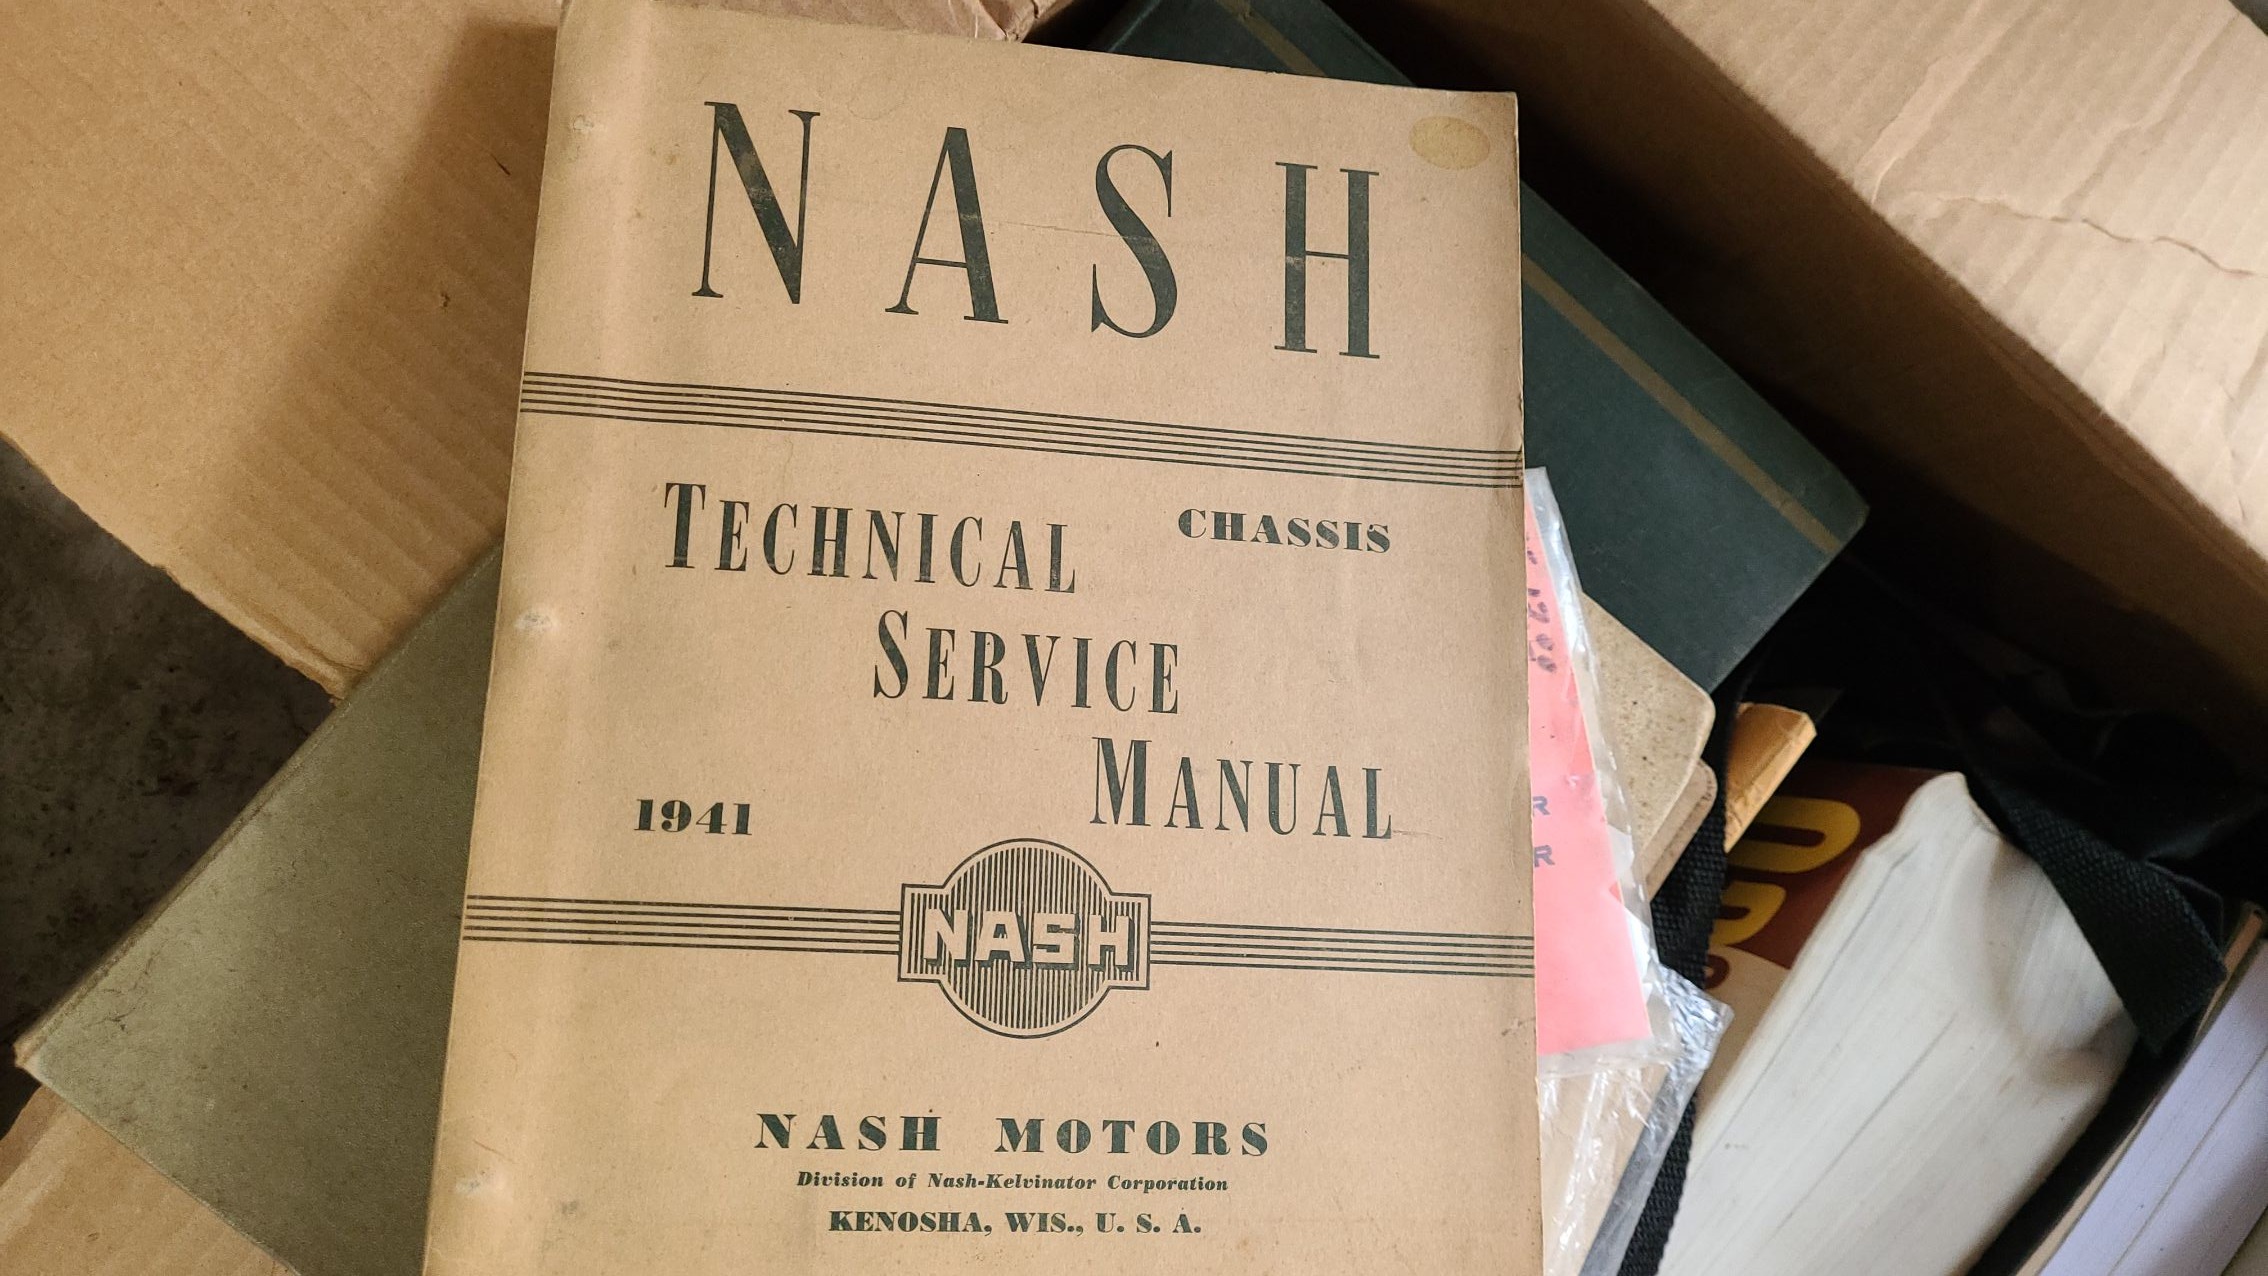 NASH
TECHNICAL CHASSIS
SERVICE
MANUAL
1941
NASH
NASH MOTORS
Division of Nash-Kelvinator Corporation
KENOSHA, WIS., U. S. A.
R
R